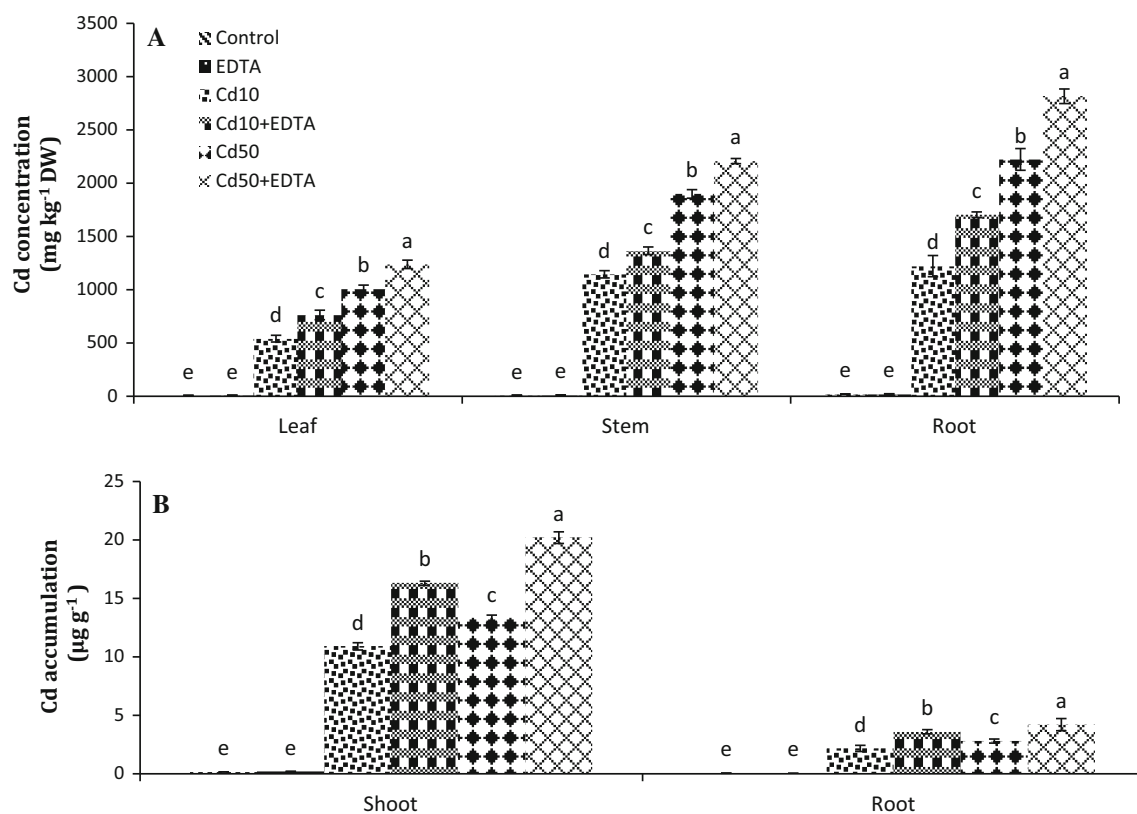 A
3500
3000
2500
2000
1500
1000
500
0
Cd concentration
(mg kg⁻¹ DW)
Control
EDTA
Cd10
Cd10+EDTA
Cd50
Cd50+EDTA
e e d c b a
e e d c b a
e e d c b a
Leaf Stem Root
B
25
20
15
10
5
0
Cd accumulation
(µg g⁻¹)
e e d b c a
e e d b c a
Shoot Root